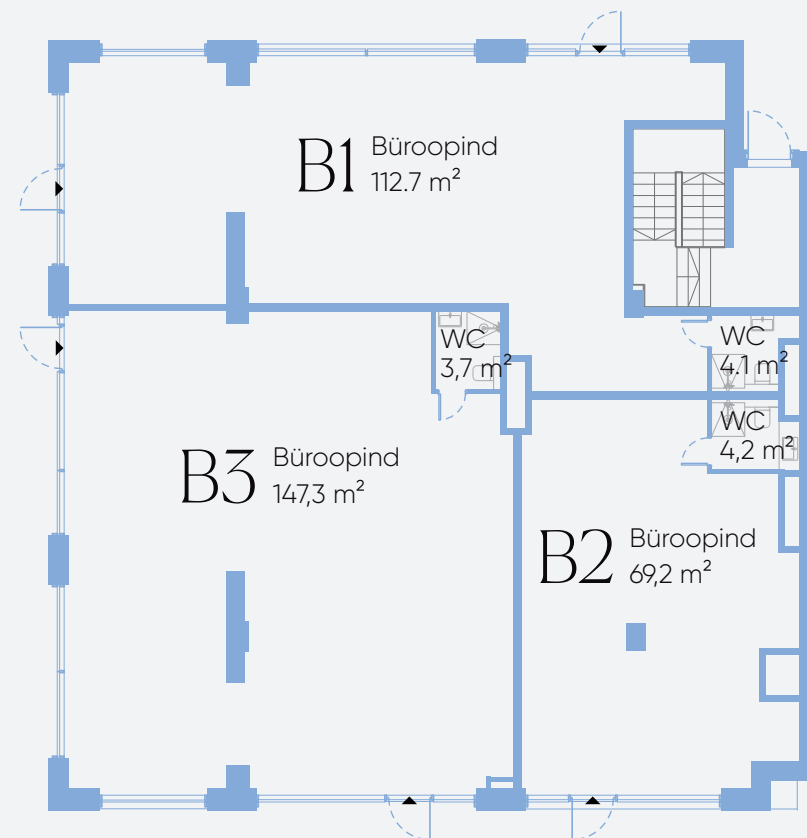 B1 Büroopind
112.7 m²
WC
3,7 m²
WC
4.1 m²
WC
4,2 m²
B3 Büroopind
147,3 m²
B2 Büroopind
69,2 m²